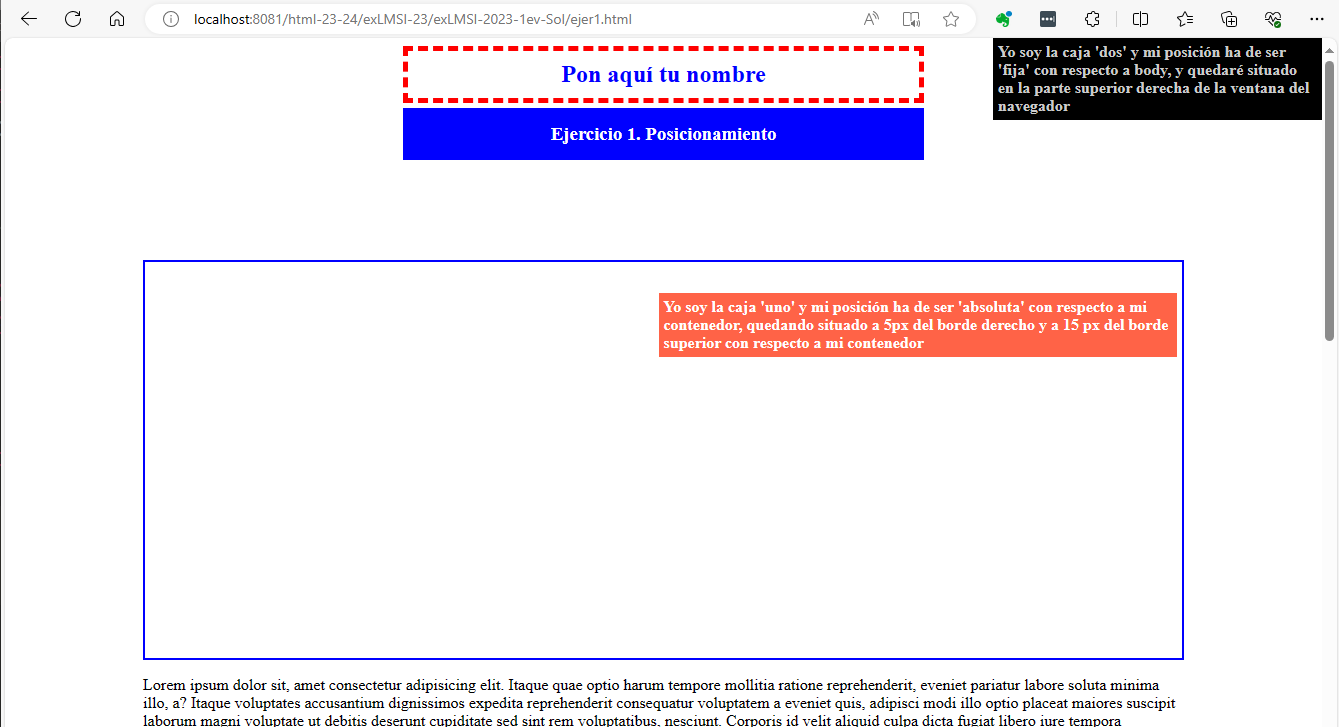 localhost:8081/html-23-24/exLMSI-23/exLMSI-2023-1ev-Sol/ejer1.html
Pon aquí tu nombre
Ejercicio 1. Posicionamiento
Yo soy la caja 'dos' y mi posición ha de ser
'fija' con respecto a body, y quedaré situado
en la parte superior derecha de la ventana del
navegador
Yo soy la caja 'uno' y mi posición ha de ser 'absoluta' con respecto a mi
contenedor, quedando situado a 5px del borde derecho y a 15 px del borde
superior con respecto a mi contenedor
Lorem ipsum dolor sit, amet consectetur adipisicing elit. Itaque quae optio harum tempore mollitia ratione reprehenderit, eveniet pariatur labore soluta minima
illo, a? Itaque voluptates accusantium dignissimos expedita reprehenderit consequatur voluptatem a eveniet quis, adipisci modi illo optio placeat maiores suscipit
laborum magni voluptate ut debitis deserunt cupiditate sed sint rem voluptatibus, nesciunt. Corporis id velit aliquid culpa dicta fugiat libero iure tempora